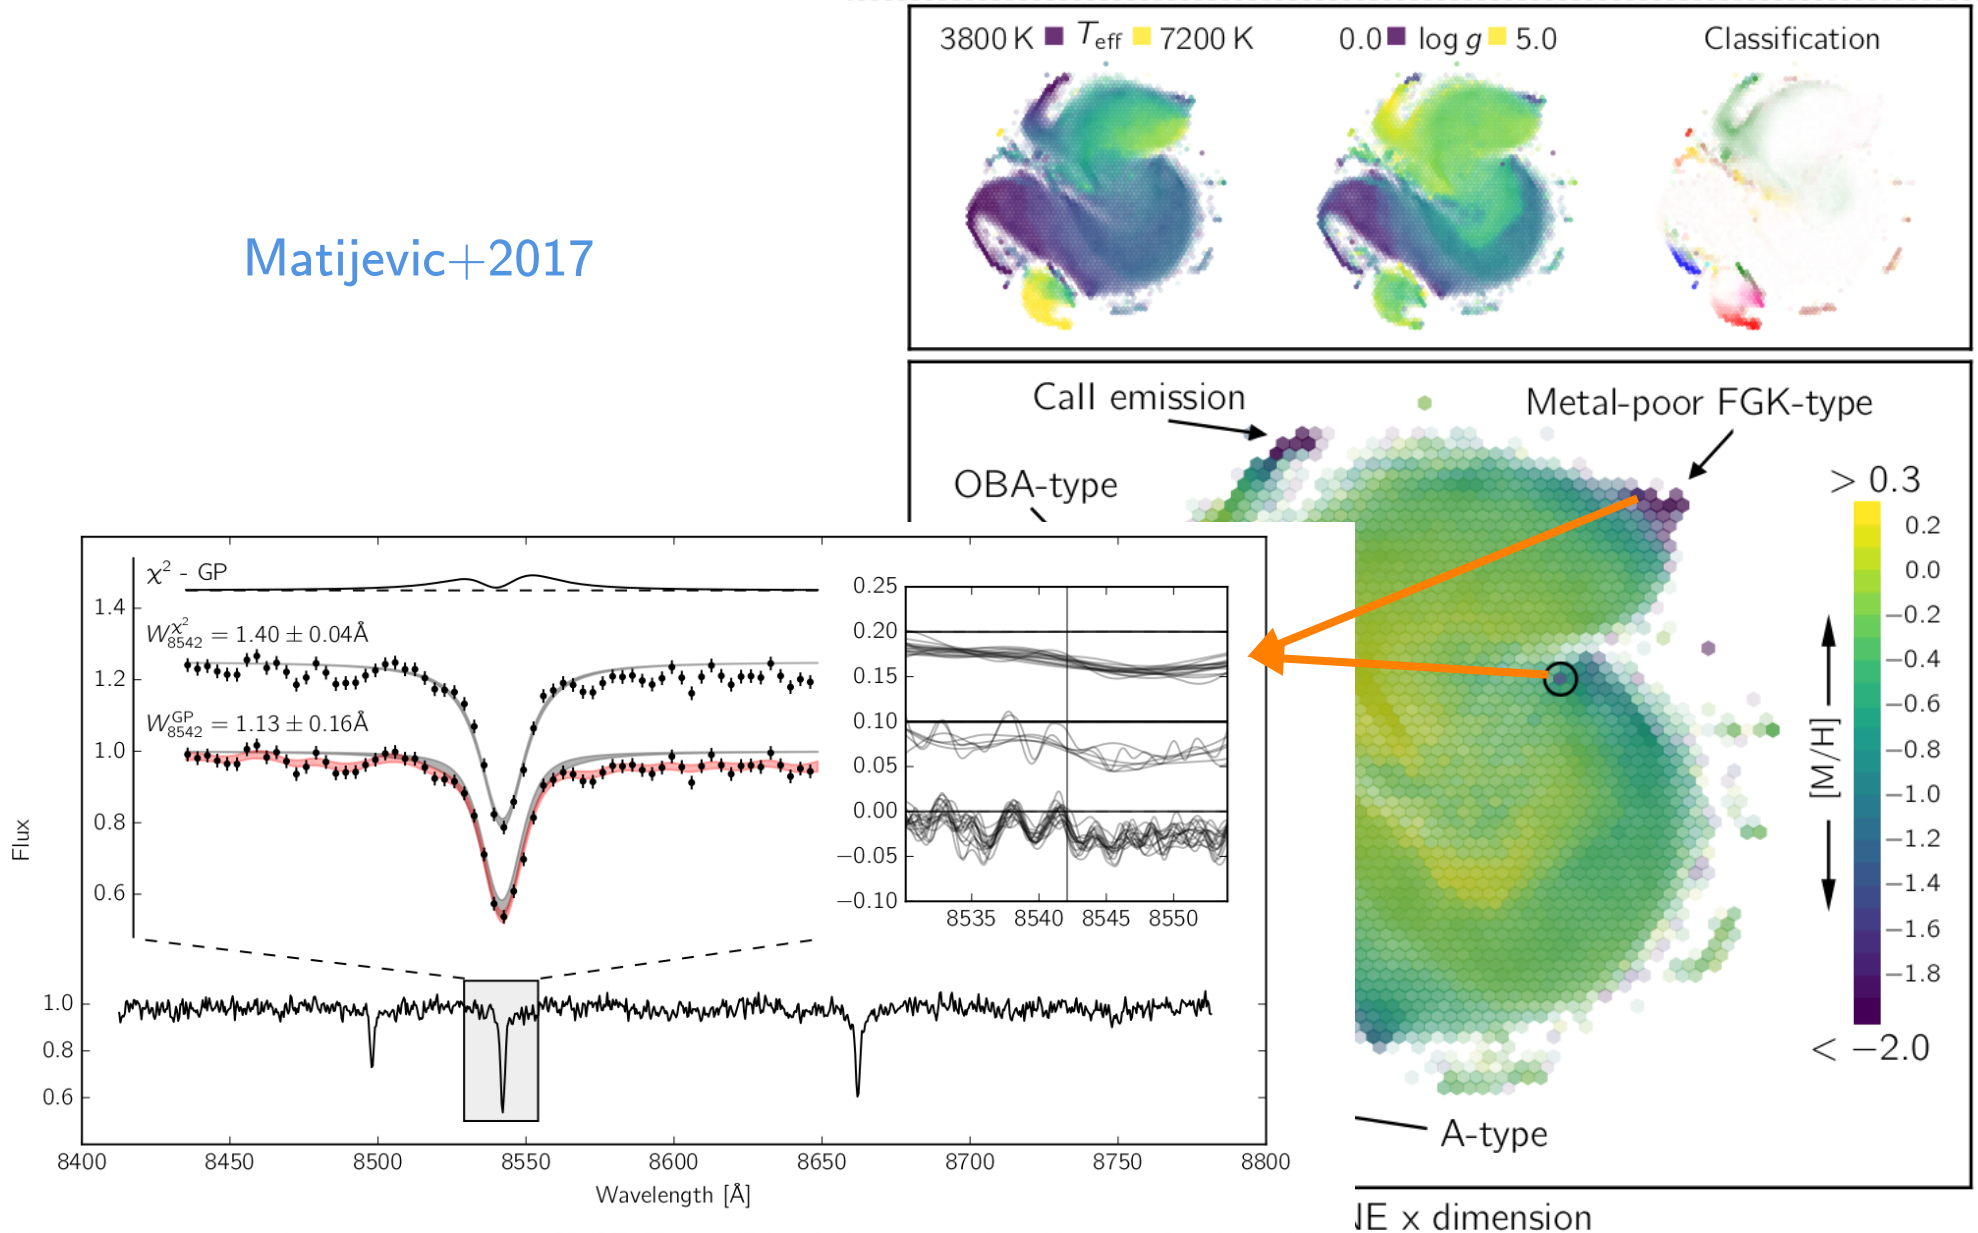 3800 K T_eff 7200 K
0.0 log g 5.0
Classification
Matijevic+2017
CaII emission
Metal-poor FGK-type
OBA-type
> 0.3
0.2
0.0
−0.2
−0.4
−0.6
−0.8
−1.0
−1.2
−1.4
−1.6
−1.8
< −2.0
[M/H]
A-type
NE x dimension
χ² - GP
W^χ²_8542 = 1.40 ± 0.04Å
W^GP_8542 = 1.13 ± 0.16Å
1.4
1.2
1.0
0.8
0.6
Flux
0.25
0.20
0.15
0.10
0.05
0.00
−0.05
−0.10
8535 8540 8545 8550
1.0
0.8
0.6
8400 8450 8500 8550 8600 8650 8700 8750 8800
Wavelength [Å]